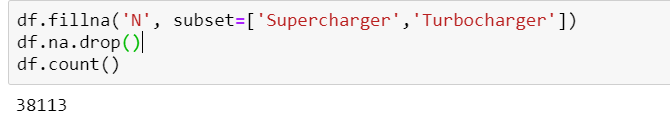 df.fillna('N', subset=['Supercharger','Turbocharger'])
df.na.drop()
df.count()
38113